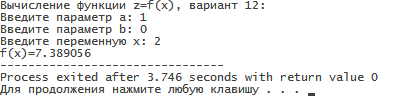 Вычисление функции z=f(x), вариант 12:
Введите параметр a: 1
Введите параметр b: 0
Введите переменную x: 2
f(x)=7.389056
--------------------------------
Process exited after 3.746 seconds with return value 0
Для продолжения нажмите любую клавишу . . . _